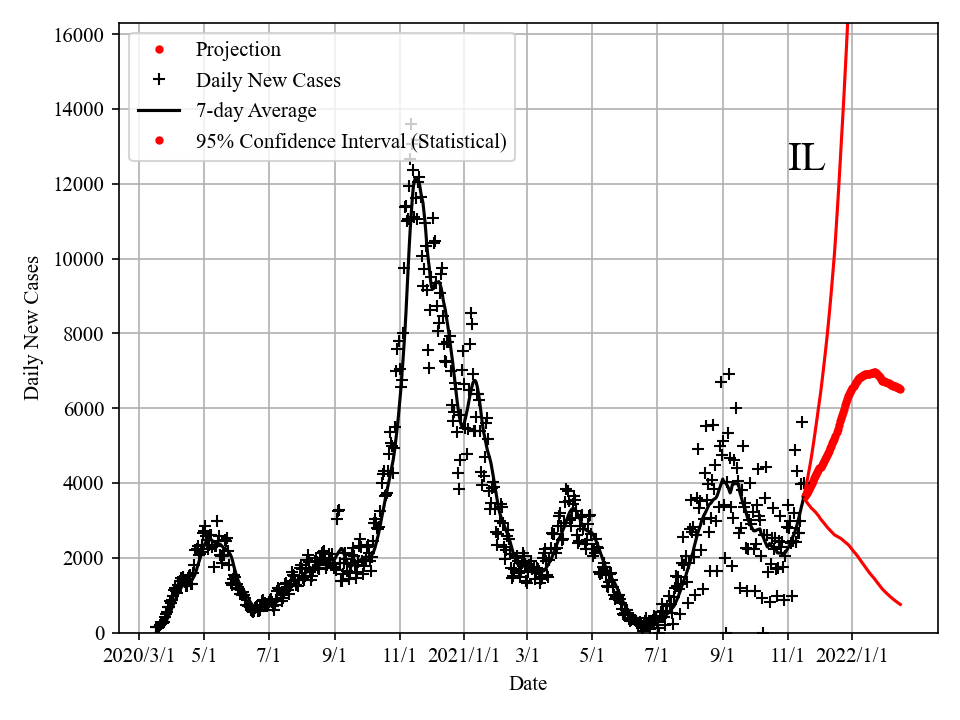 16000
14000
12000
10000
8000
6000
4000
2000
0
Daily New Cases
Projection
Daily New Cases
7-day Average
95% Confidence Interval (Statistical)
IL
2020/3/1 5/1 7/1 9/1 11/1 2021/1/1 3/1 5/1 7/1 9/1 11/1 2022/1/1
Date